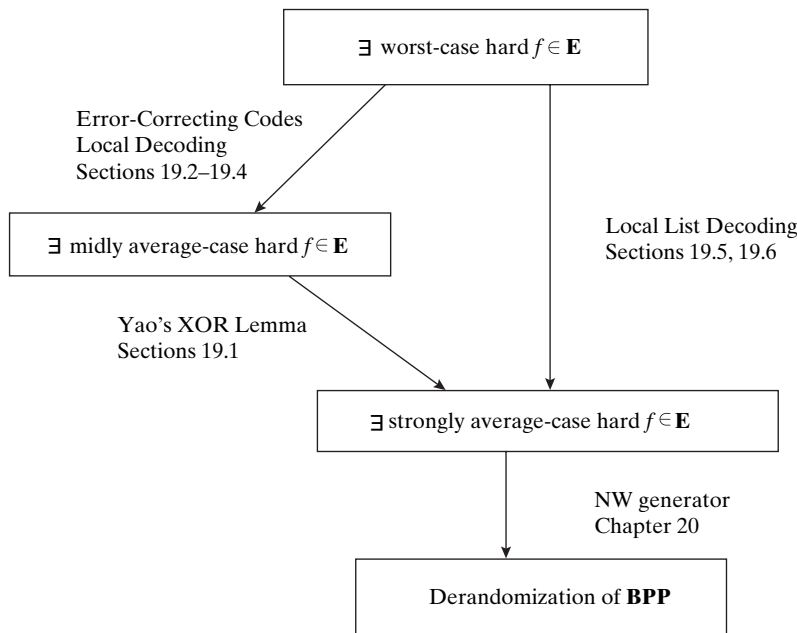 ∃ worst-case hard f ∈ E
Error-Correcting Codes
Local Decoding
Sections 19.2–19.4
∃ midly average-case hard f ∈ E
Local List Decoding
Sections 19.5, 19.6
Yao's XOR Lemma
Sections 19.1
∃ strongly average-case hard f ∈ E
NW generator
Chapter 20
Derandomization of BPP